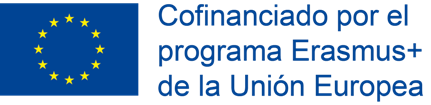 Cofinanciado por el
programa Erasmus+
de la Unión Europea